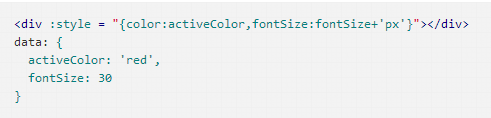 <div :style = "{color:activeColor,fontSize:fontSize+'px'}"></div>
data: {
  activeColor: 'red',
  fontSize: 30
}